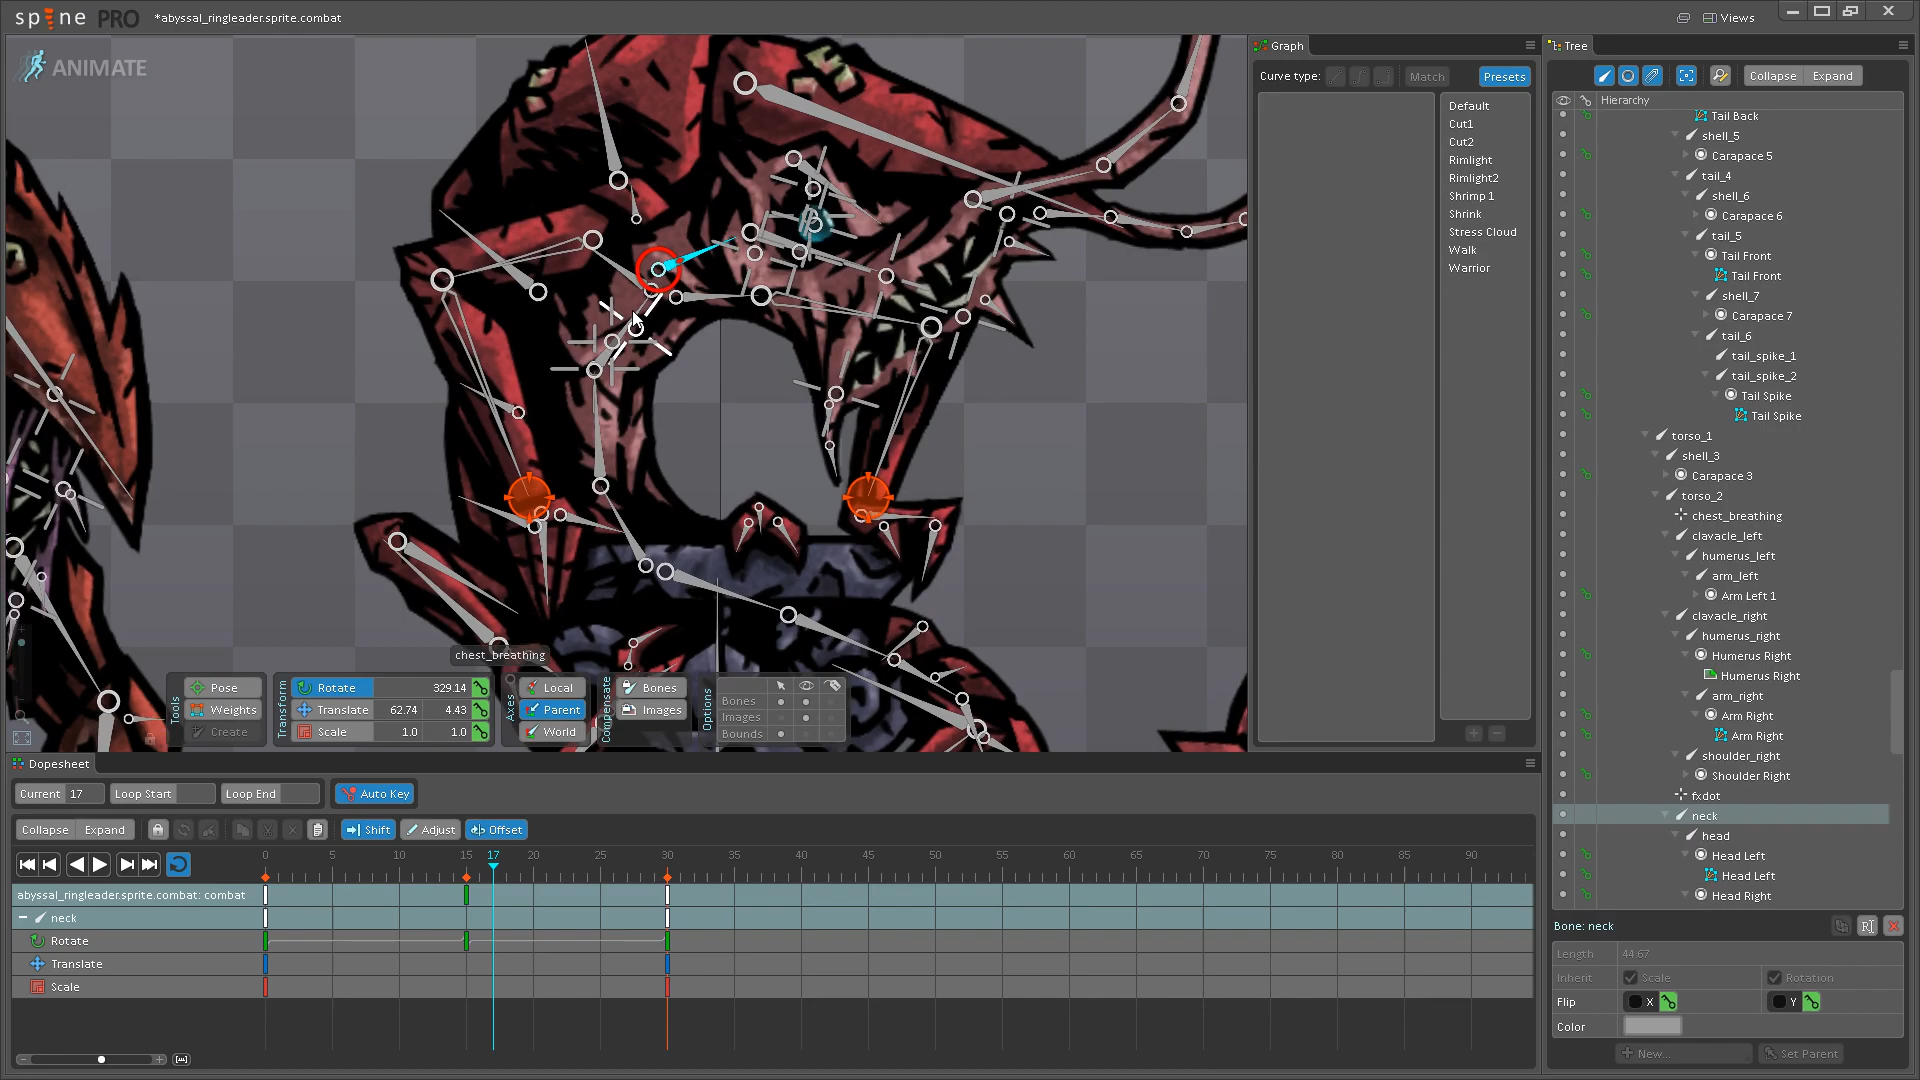 spine PRO *abyssal_ringleader.sprite.combat Views
ANIMATE
Graph
Curve type: Match Presets
Default
Cut1
Cut2
Rimlight
Rimlight2
Shrimp 1
Shrink
Stress Cloud
Walk
Warrior
Tree
Collapse Expand
Hierarchy
Tail Back
shell_5
Carapace 5
tail_4
shell_6
Carapace 6
tail_5
Tail Front
Tail Front
shell_7
Carapace 7
tail_6
tail_spike_1
tail_spike_2
Tail Spike
Tail Spike
torso_1
shell_3
Carapace 3
torso_2
chest_breathing
clavacle_left
humerus_left
arm_left
Arm Left 1
clavacle_right
humerus_right
Humerus Right
Humerus Right
arm_right
Arm Right
Arm Right
shoulder_right
Shoulder Right
fxdot
neck
head
Head Left
Head Left
Head Right
Bone: neck
Length 44.67
Inherit Scale Rotation
Flip X Y
Color
New... Set Parent
chest_breathing
Tools
Pose
Weights
Create
Transform
Rotate 329.14
Translate 62.74 4.43
Scale 1.0 1.0
Axes
Local
Parent
World
Compensate
Bones
Images
Options
Bones
Images
Bounds
Dopesheet
Current 17 Loop Start Loop End Auto Key
Collapse Expand Shift Adjust Offset
0 5 10 15 17 20 25 30 35 40 45 50 55 60 65 70 75 80 85 90
abyssal_ringleader.sprite.combat: combat
neck
Rotate
Translate
Scale